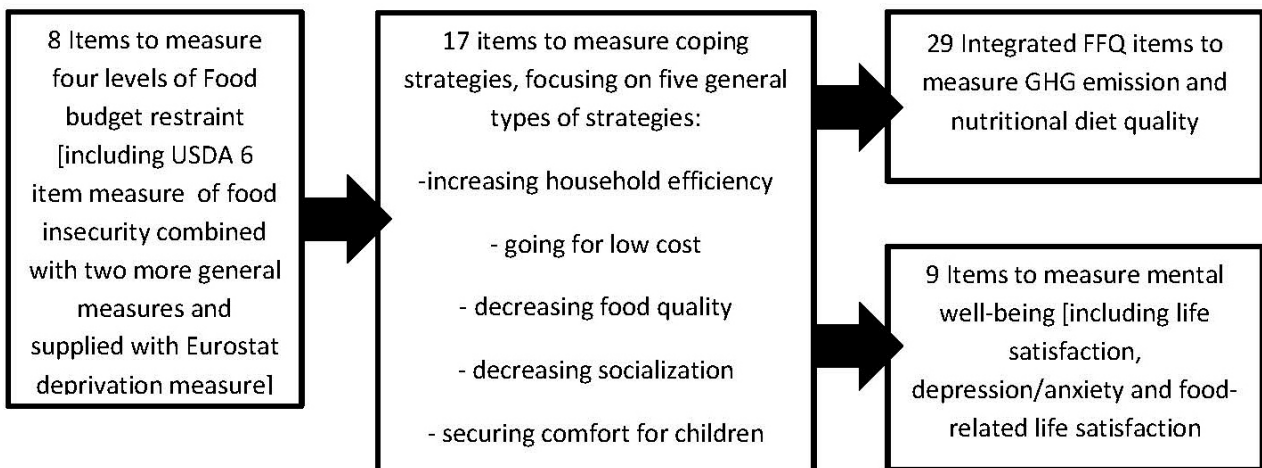 8 Items to measure
four levels of Food
budget restraint
[including USDA 6
item measure of food
insecurity combined
with two more general
measures and
supplied with Eurostat
deprivation measure]
17 items to measure coping
strategies, focusing on five general
types of strategies:
-increasing household efficiency
- going for low cost
- decreasing food quality
- decreasing socialization
- securing comfort for children
29 Integrated FFQ items to
measure GHG emission and
nutritional diet quality
9 Items to measure mental
well-being [including life
satisfaction,
depression/anxiety and food-
related life satisfaction